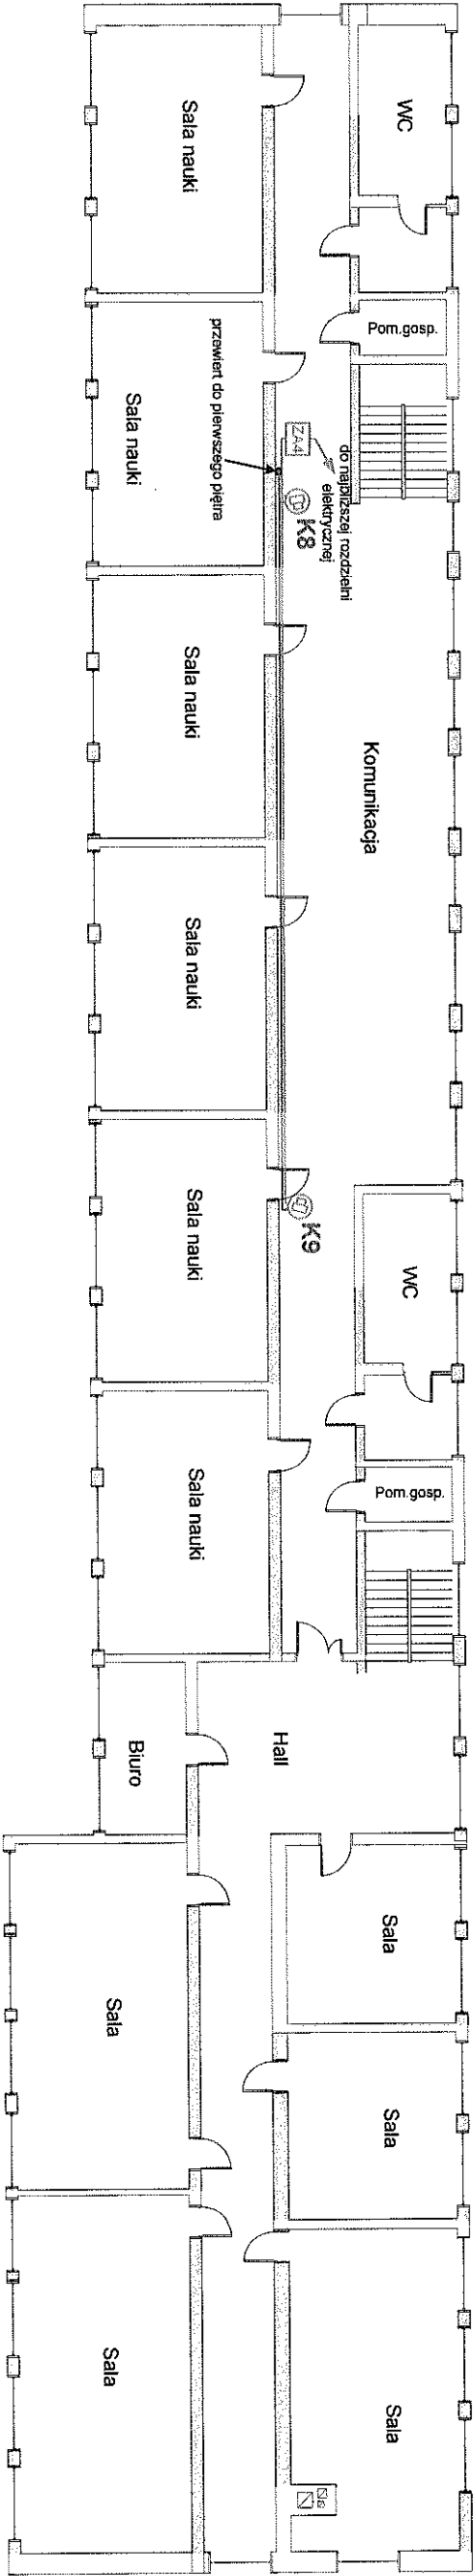 WC
Sala nauki
Pom.gosp.
Sala nauki
przewiert do pierwszego piętra
ZA4
do najbliższej rozdzielni
elektrycznej
K8
Sala nauki
Komunikacja
Sala nauki
Sala nauki
K9
WC
Sala nauki
Pom.gosp.
Hall
Biuro
Sala
Sala
Sala
Sala
Sala